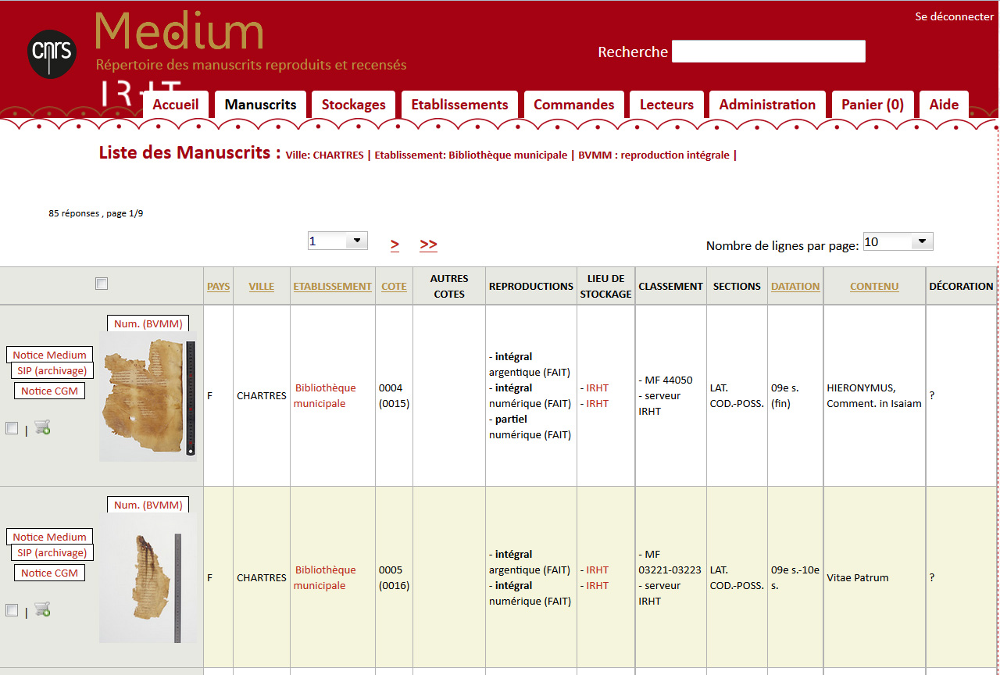 Se déconnecter
cnrs
Medium
Répertoire des manuscrits reproduits et recensés
Recherche
IRHT
Accueil Manuscrits Stockages Etablissements Commandes Lecteurs Administration Panier (0) Aide
Liste des Manuscrits : Ville: CHARTRES | Etablissement: Bibliothèque municipale | BVMM : reproduction intégrale |
85 réponses , page 1/9
1 > >> Nombre de lignes par page: 10
PAYS VILLE ETABLISSEMENT COTE AUTRES COTES REPRODUCTIONS LIEU DE STOCKAGE CLASSEMENT SECTIONS DATATION CONTENU DÉCORATION
Num. (BVMM)
Notice Medium
SIP (archivage)
Notice CGM
|
F
CHARTRES
Bibliothèque
municipale
0004
(0015)
- intégral
argentique (FAIT)
- intégral
numérique (FAIT)
- partiel
numérique (FAIT)
- IRHT
- IRHT
- MF 44050
- serveur
IRHT
LAT.
COD.-POSS.
09e s.
(fin)
HIERONYMUS,
Comment. in Isaiam
?
Num. (BVMM)
Notice Medium
SIP (archivage)
Notice CGM
|
F
CHARTRES
Bibliothèque
municipale
0005
(0016)
- intégral
argentique (FAIT)
- intégral
numérique (FAIT)
- IRHT
- IRHT
- MF
03221-03223
- serveur
IRHT
LAT.
COD.-POSS.
09e s.-10e
s.
Vitae Patrum
?